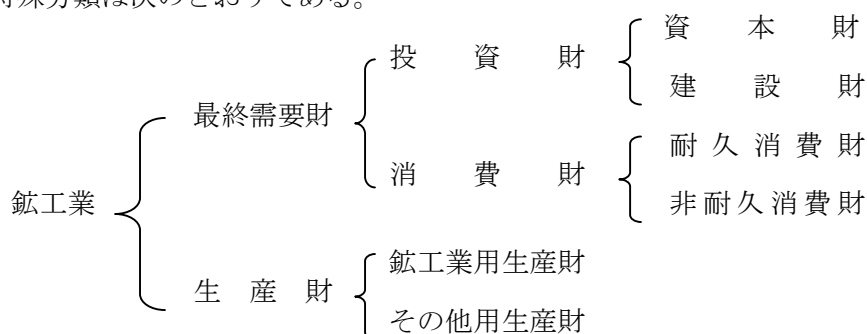 特殊分類は次のとおりである。
資本財
投資財
建設財
最終需要財
耐久消費財
消費財
鉱工業
非耐久消費財
鉱工業用生産財
生産財
その他用生産財